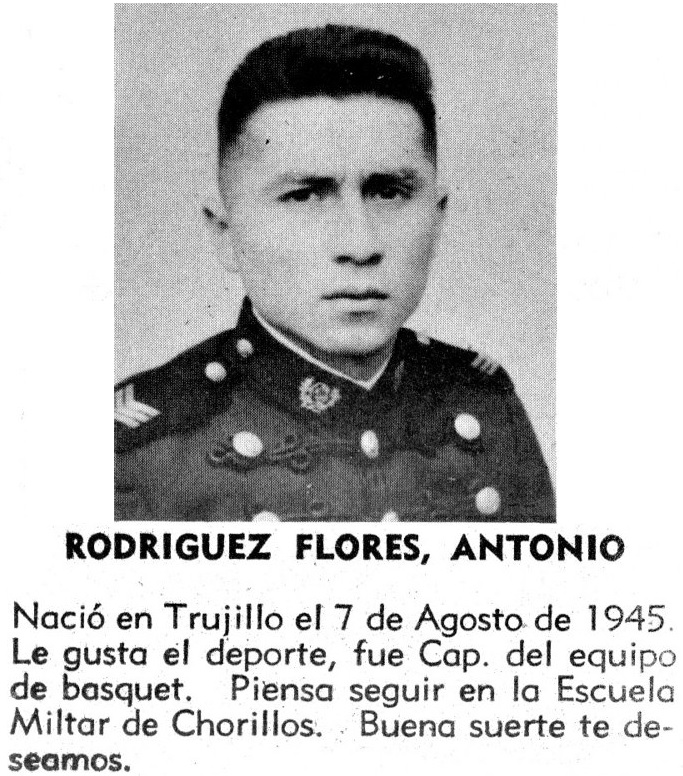 RODRIGUEZ FLORES, ANTONIO
Nació en Trujillo el 7 de Agosto de 1945.
Le gusta el deporte, fue Cap. del equipo
de basquet. Piensa seguir en la Escuela
Miltar de Chorillos. Buena suerte te de-
seamos.